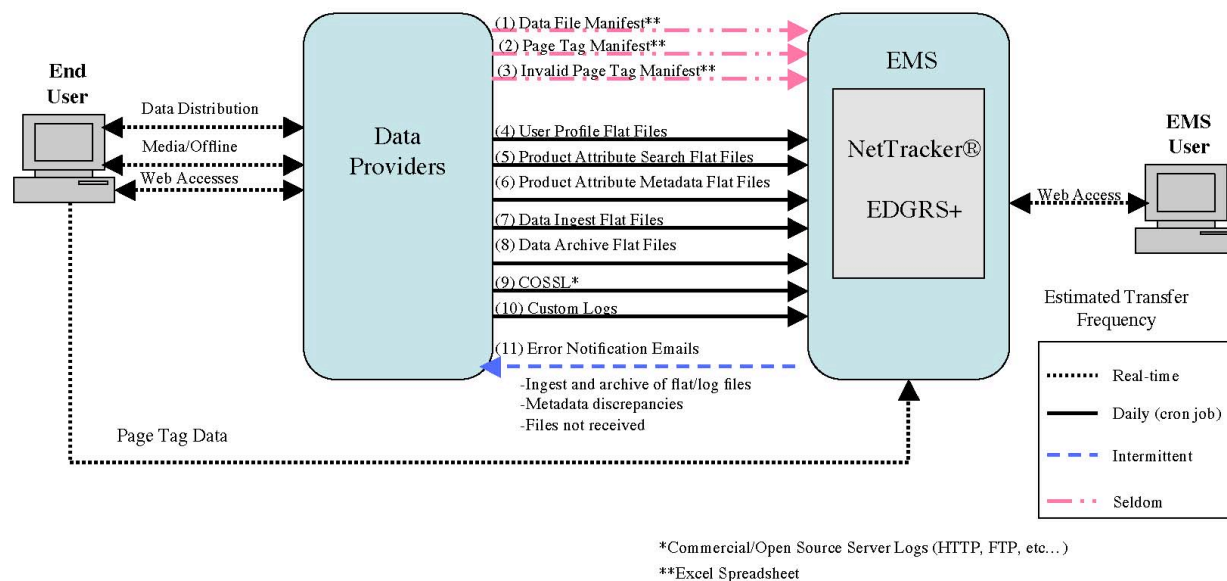 (1) Data File Manifest**
(2) Page Tag Manifest**
(3) Invalid Page Tag Manifest**
End
User
Data Distribution
Media/Offline
Web Accesses
Data
Providers
(4) User Profile Flat Files
(5) Product Attribute Search Flat Files
(6) Product Attribute Metadata Flat Files
(7) Data Ingest Flat Files
(8) Data Archive Flat Files
(9) COSSL*
(10) Custom Logs
(11) Error Notification Emails
-Ingest and archive of flat/log files
-Metadata discrepancies
-Files not received
EMS
NetTracker®
EDGRS+
Web Access
EMS
User
Page Tag Data
Estimated Transfer
Frequency
Real-time
Daily (cron job)
Intermittent
Seldom
*Commercial/Open Source Server Logs (HTTP, FTP, etc…)
**Excel Spreadsheet